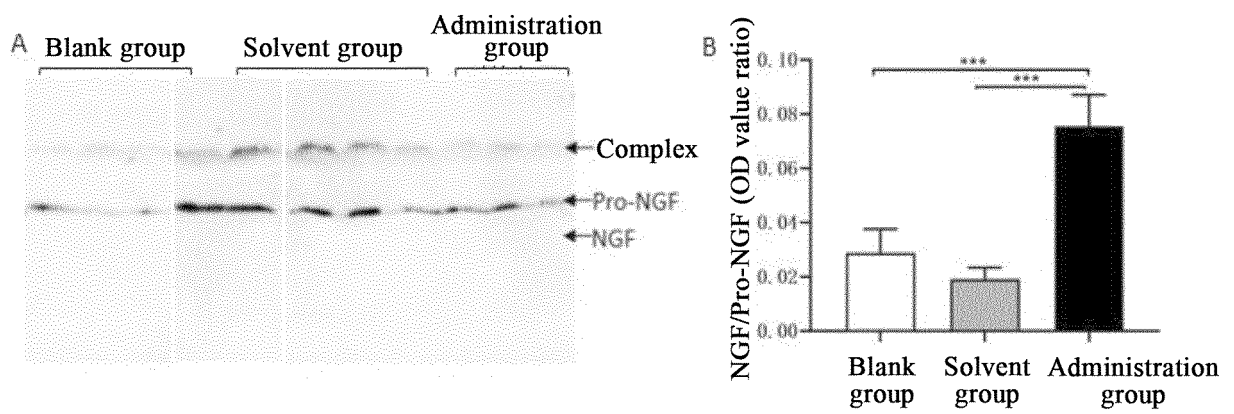 A
Blank group
Solvent group
Administration
group
Complex
Pro-NGF
NGF
B
NGF/Pro-NGF (OD value ratio)
0.10
0.08
0.06
0.04
0.02
0.00
***
***
Blank
group
Solvent
group
Administration
group